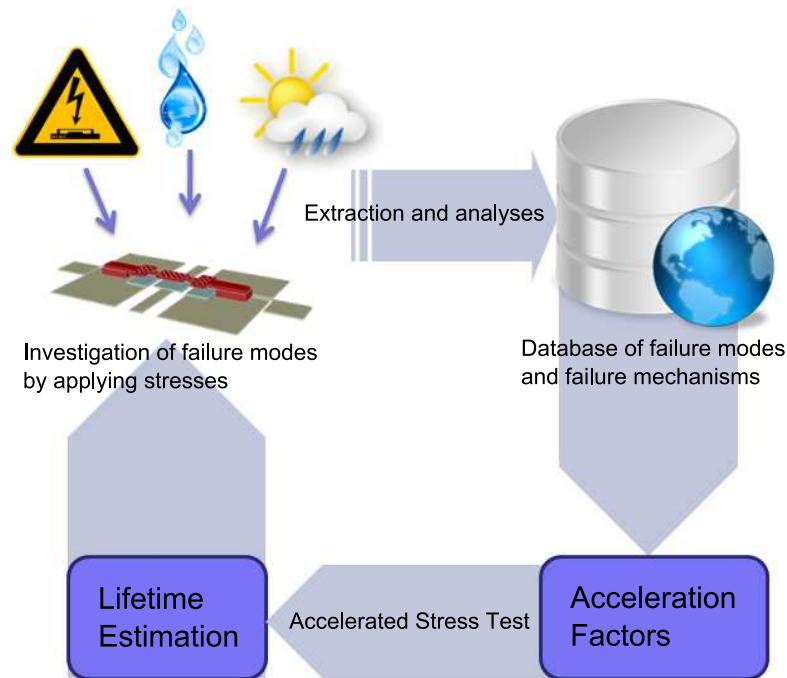 Extraction and analyses
Investigation of failure modes
by applying stresses
Database of failure modes
and failure mechanisms
Lifetime
Estimation
Accelerated Stress Test
Acceleration
Factors